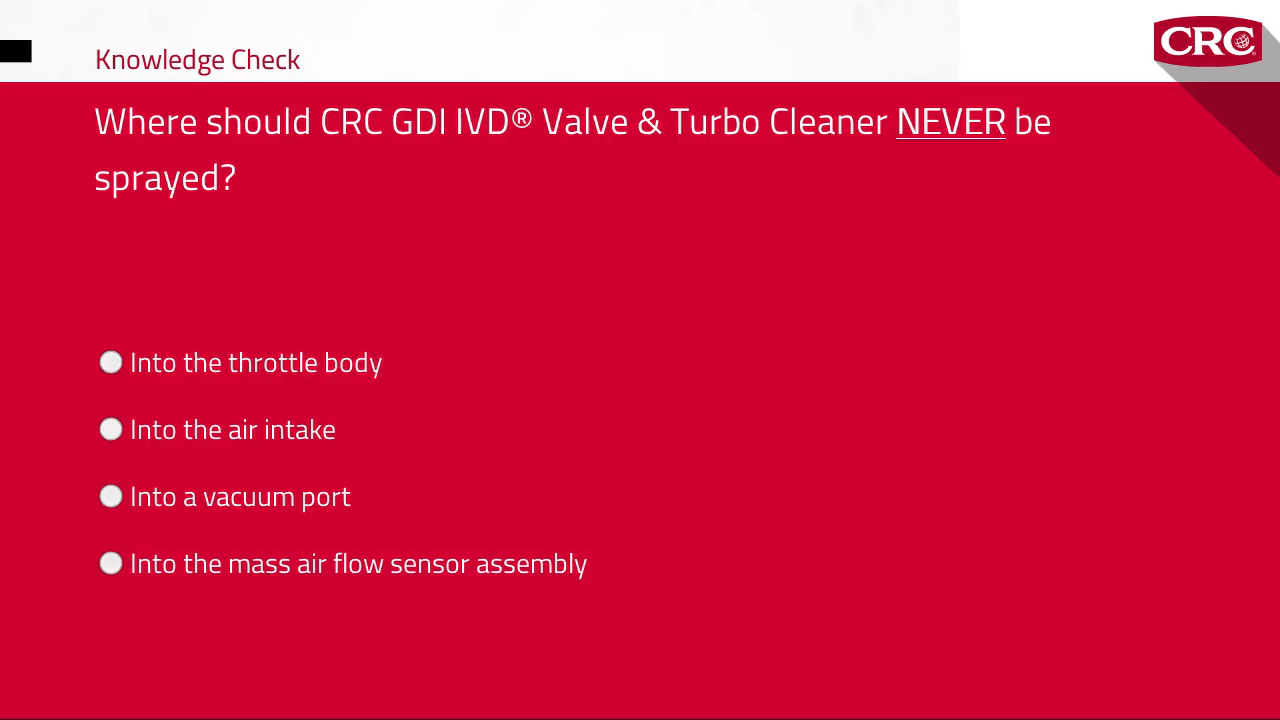 Knowledge Check
CRC
Where should CRC GDI IVD® Valve & Turbo Cleaner NEVER be
sprayed?
Into the throttle body
Into the air intake
Into a vacuum port
Into the mass air flow sensor assembly